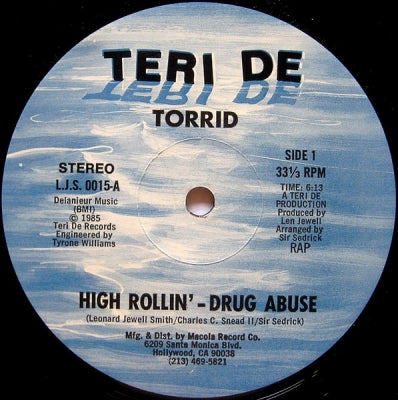 TERI DE
TERI DE
TORRID
STEREO
L.J.S. 0015-A
Delanieur Music
(BMI)
© 1985
Teri De Records
Engineered by
Tyrone Williams
SIDE 1
33⅓ RPM
TIME: 6:13
A TERI DE
PRODUCTION
Produced by
Len Jewell
Arranged by
Sir Sedrick
RAP
HIGH ROLLIN' – DRUG ABUSE
(Leonard Jewell Smith/Charles C. Snead II/Sir Sedrick)
Mfg. & Dist. by Macola Record Co.
6209 Santa Monica Blvd.
Hollywood, CA 90038
(213) 469-5821